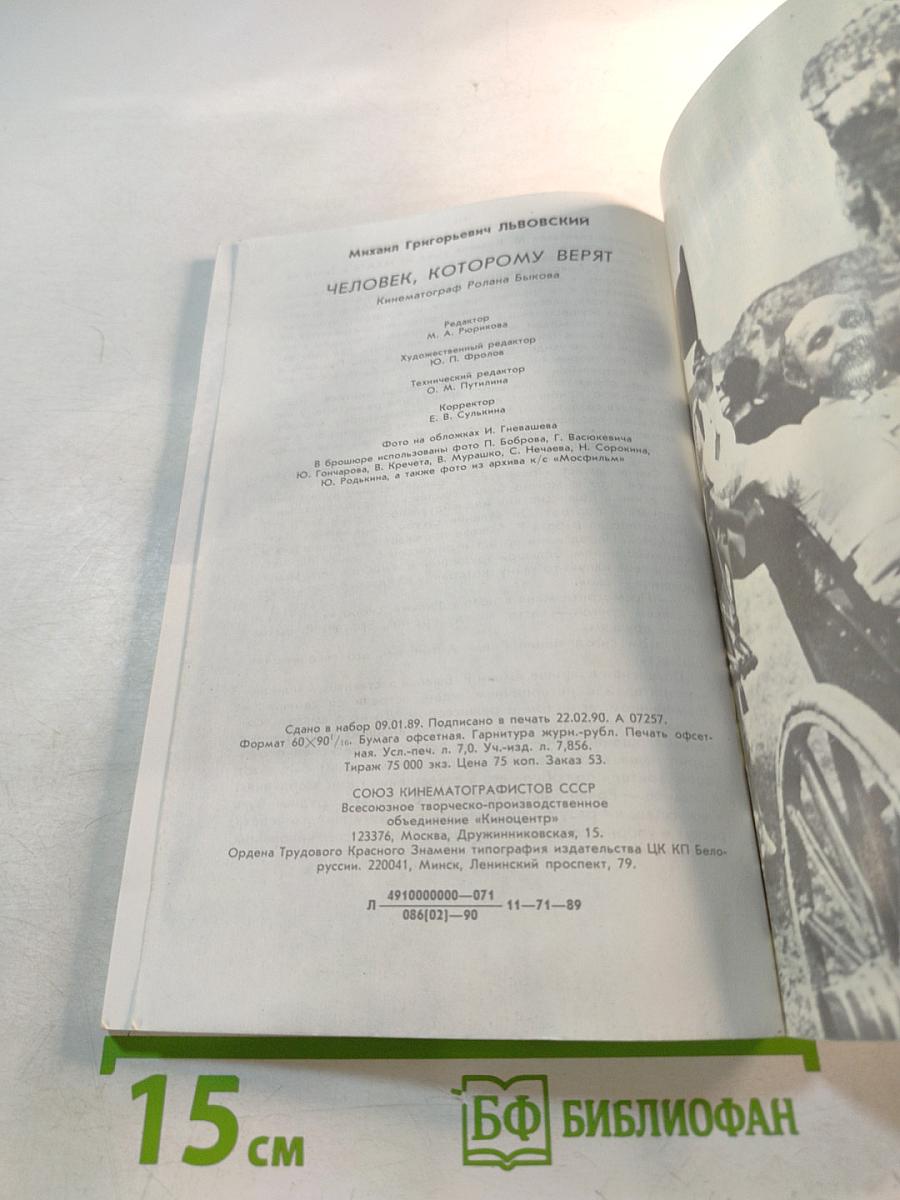 Михаил Григорьевич ЛЬВОВСКИЙ
ЧЕЛОВЕК, КОТОРОМУ ВЕРЯТ
Кинематограф Ролана Быкова
Редактор
М. А. Рюрикова
Художественный редактор
Ю. П. Фролов
Технический редактор
О. М. Путилина
Корректор
Е. В. Сулькина
Фото на обложках И. Гневашева
В брошюре использованы фото П. Боброва, Г. Васюкевича
Ю. Гончарова, В. Кречета, В. Мурашко, С. Нечаева, Н. Сорокина,
Ю. Родькина, а также фото из архива к/с «Мосфильм»
Сдано в набор 09.01.89. Подписано в печать 22.02.90. А 07257.
Формат 60×90¹/₁₆. Бумага офсетная. Гарнитура журн.-рубл. Печать офсет-
ная. Усл.-печ. л. 7,0. Уч.-изд. л. 7,856.
Тираж 75 000 экз. Цена 75 коп. Заказ 53.
СОЮЗ КИНЕМАТОГРАФИСТОВ СССР
Всесоюзное творческо-производственное
объединение «Киноцентр»
123376, Москва, Дружинниковская, 15.
Ордена Трудового Красного Знамени типография издательства ЦК КП Бело-
руссии. 220041, Минск, Ленинский проспект, 79.
Л 4910000000—071 11—71—89
086(02)—90
15 см
БФ БИБЛИОФАН